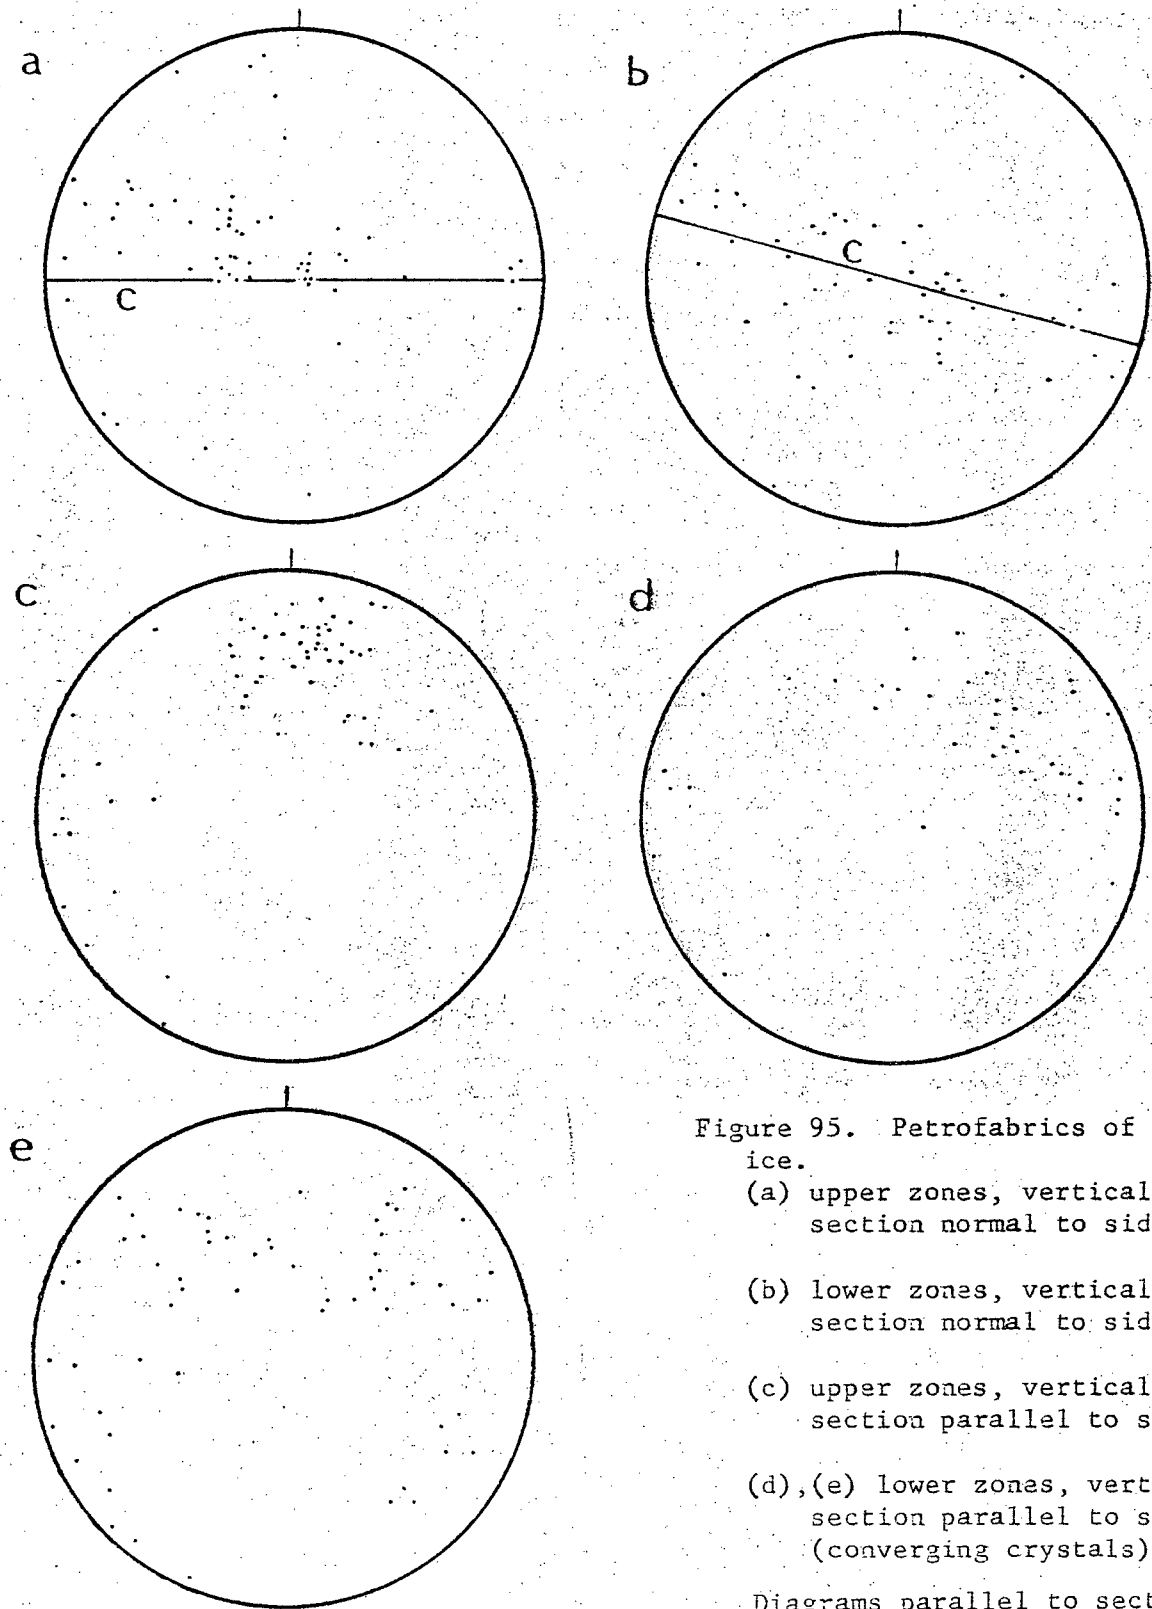 a
b
c
C
c
d
e
Figure 95. Petrofabrics of
ice.
(a) upper zones, vertical
section normal to sid
(b) lower zones, vertical
section normal to sid
(c) upper zones, vertical
section parallel to s
(d),(e) lower zones, vert
section parallel to s
(converging crystals)
Diagrams parallel to sect